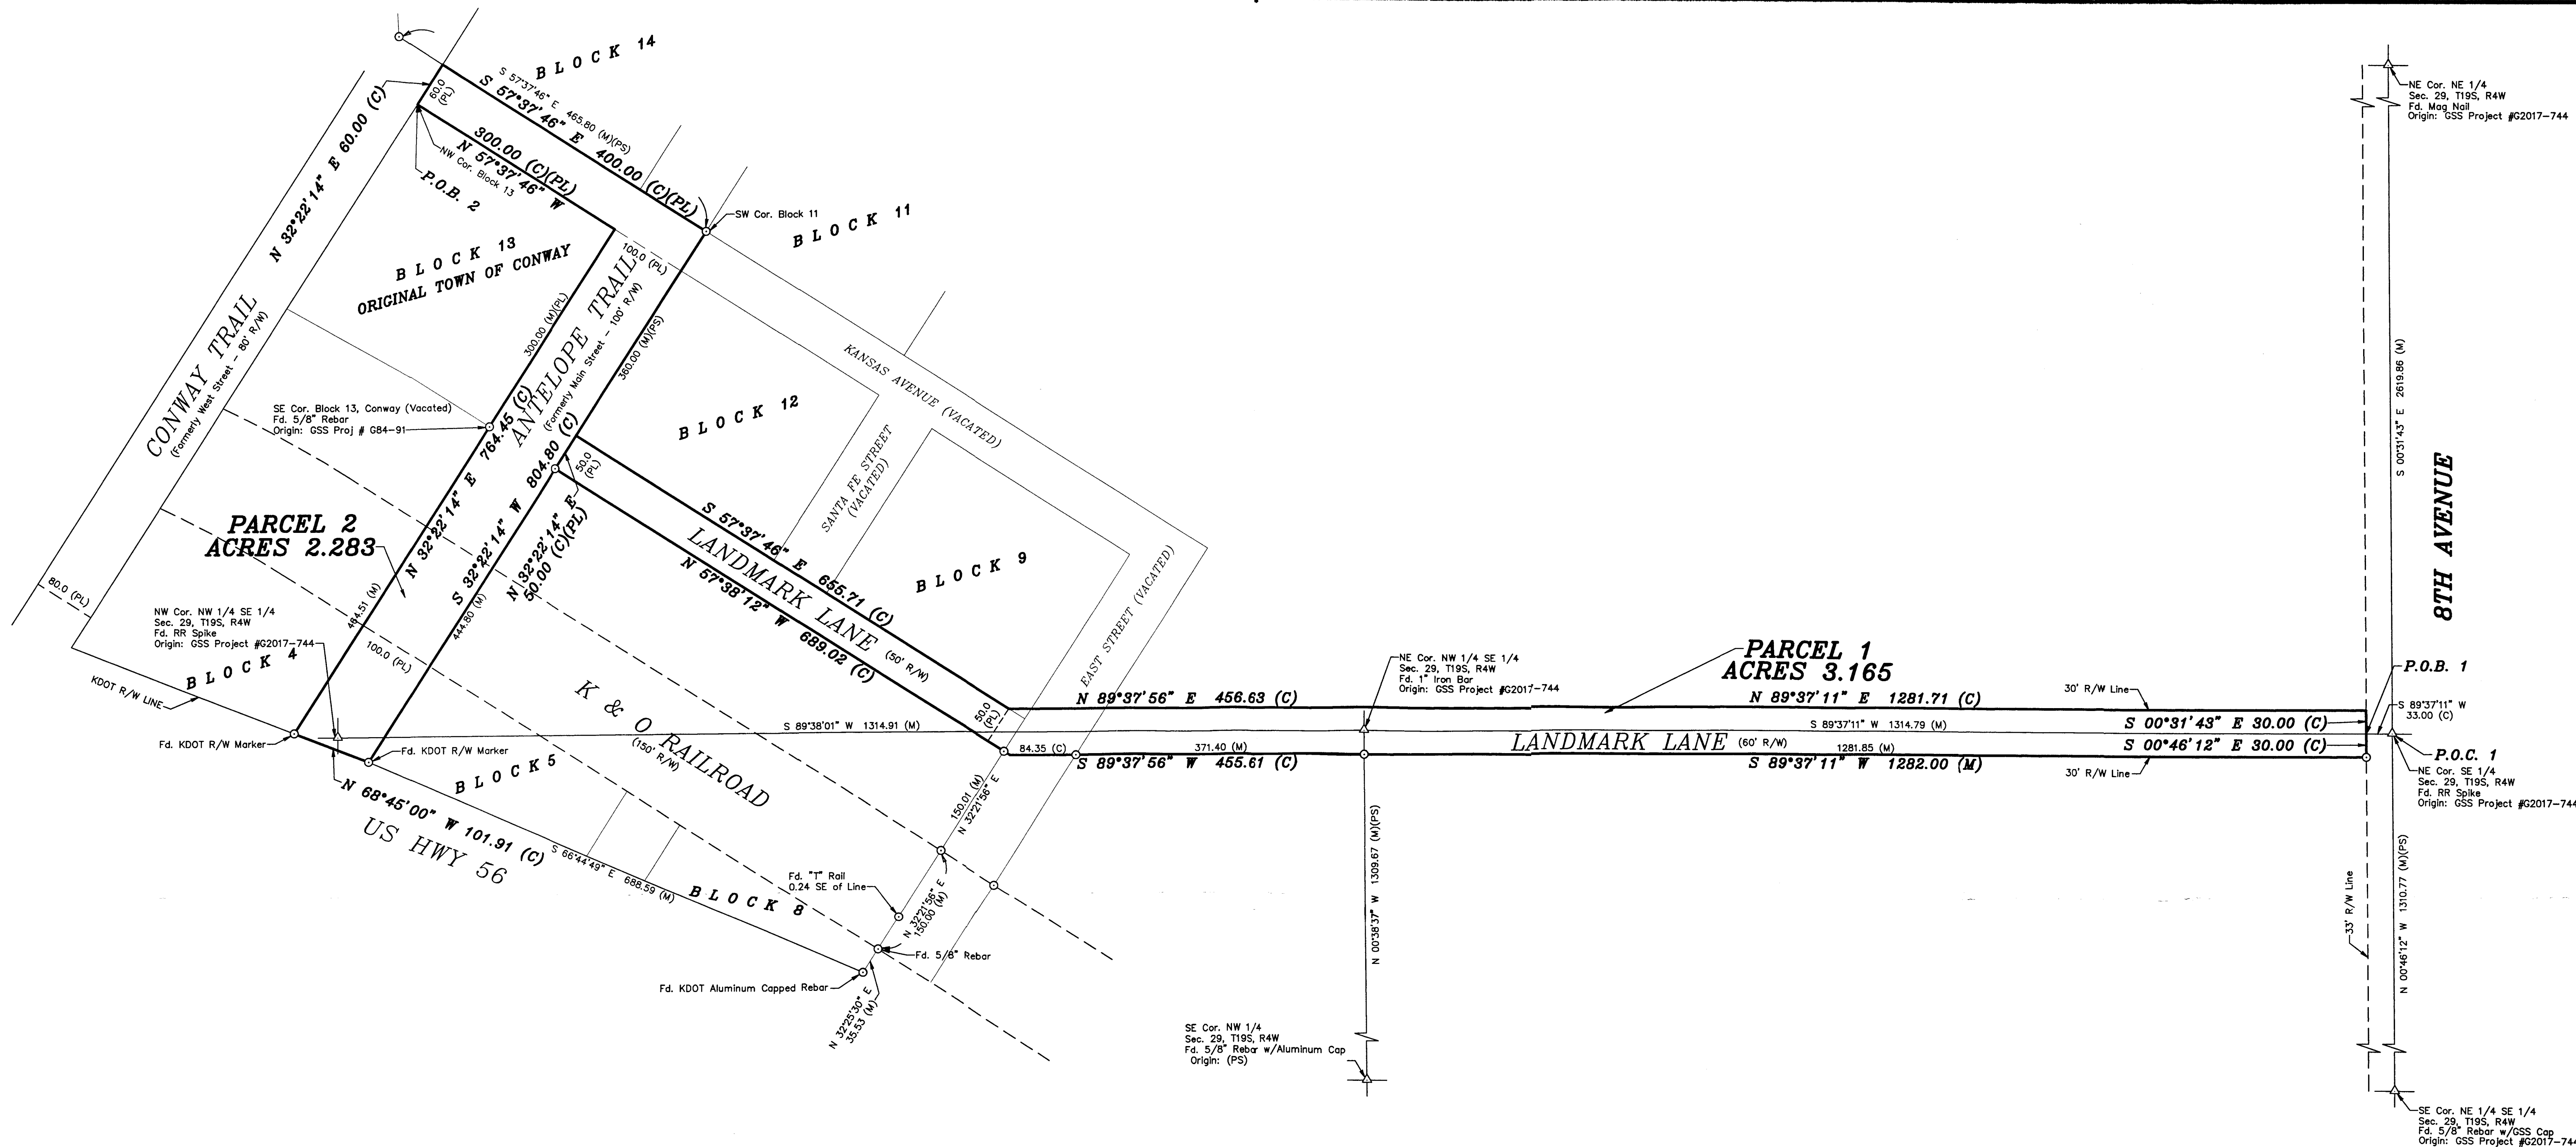 BLOCK 14
S 57°37'46" E 465.80 (M)(PS)
S 57°37'46" E 400.00 (C)(PL)
60.0
(PL)
N 32°22'14" E 60.00 (C)
300.00 (C)(PL)
N 57°37'46" W
NW Cor. Block 13
P.O.B. 2
SW Cor. Block 11
BLOCK 11
BLOCK 13
ORIGINAL TOWN OF CONWAY
100.0 (PL)
CONWAY TRAIL
(Formerly West Street - 80' R/W)
300.00 (M)(PL)
ANTELOPE TRAIL
(Formerly Main Street - 100' R/W)
360.00 (M)(PS)
KANSAS AVENUE (VACATED)
BLOCK 12
SE Cor. Block 13, Conway (Vacated)
Fd. 5/8" Rebar
Origin: GSS Proj # G84-91
SANTA FE STREET
(VACATED)
50.0
(PL)
N 32°22'14" E 764.45 (C)
S 32°22'14" W 804.80 (C)
N 32°22'14" E
50.00 (C)(PL)
S 57°37'46" E 655.71 (C)
LANDMARK LANE (50' R/W)
N 57°38'12" W 689.02 (C)
BLOCK 9
EAST STREET (VACATED)
PARCEL 2
ACRES 2.283
80.0 (PL)
464.51 (M)
444.80 (M)
100.0 (PL)
NW Cor. NW 1/4 SE 1/4
Sec. 29, T19S, R4W
Fd. RR Spike
Origin: GSS Project #G2017-744
BLOCK 4
KDOT R/W LINE
Fd. KDOT R/W Marker
Fd. KDOT R/W Marker
N 68°45'00" W 101.91 (C)
US HWY 56
BLOCK 5
S 66°44'49" E 688.59 (M)
K & O RAILROAD
(150' R/W)
BLOCK 8
Fd. "T" Rail
0.24 SE of Line
Fd. 5/8" Rebar
Fd. KDOT Aluminum Capped Rebar
N 32°25'30" E
35.53 (M)
N 32°21'56" E
150.00 (M)
150.01 (M)
N 32°21'56" E
50.0
(PL)
S 89°38'01" W 1314.91 (M)
84.35 (C)
371.40 (M)
N 89°37'56" E 456.63 (C)
S 89°37'56" W 455.61 (C)
NE Cor. NW 1/4 SE 1/4
Sec. 29, T19S, R4W
Fd. 1" Iron Bar
Origin: GSS Project #G2017-744
PARCEL 1
ACRES 3.165
N 89°37'11" E 1281.71 (C)
30' R/W Line
S 89°37'11" W 1314.79 (M)
S 00°31'43" E 30.00 (C)
LANDMARK LANE (60' R/W)
1281.85 (M)
S 00°46'12" E 30.00 (C)
S 89°37'11" W 1282.00 (M)
30' R/W Line
N 00°38'37" W 1309.67 (M)(PS)
SE Cor. NW 1/4
Sec. 29, T19S, R4W
Fd. 5/8" Rebar w/Aluminum Cap
Origin: (PS)
NE Cor. NE 1/4
Sec. 29, T19S, R4W
Fd. Mag Nail
Origin: GSS Project #G2017-744
S 00°31'43" E 2619.86 (M)
8TH AVENUE
P.O.B. 1
S 89°37'11" W
33.00 (C)
P.O.C. 1
NE Cor. SE 1/4
Sec. 29, T19S, R4W
Fd. RR Spike
Origin: GSS Project #G2017-744
33' R/W Line
N 00°46'12" W 1310.77 (M)(PS)
SE Cor. NE 1/4 SE 1/4
Sec. 29, T19S, R4W
Fd. 5/8" Rebar w/GSS Cap
Origin: GSS Project #G2017-744